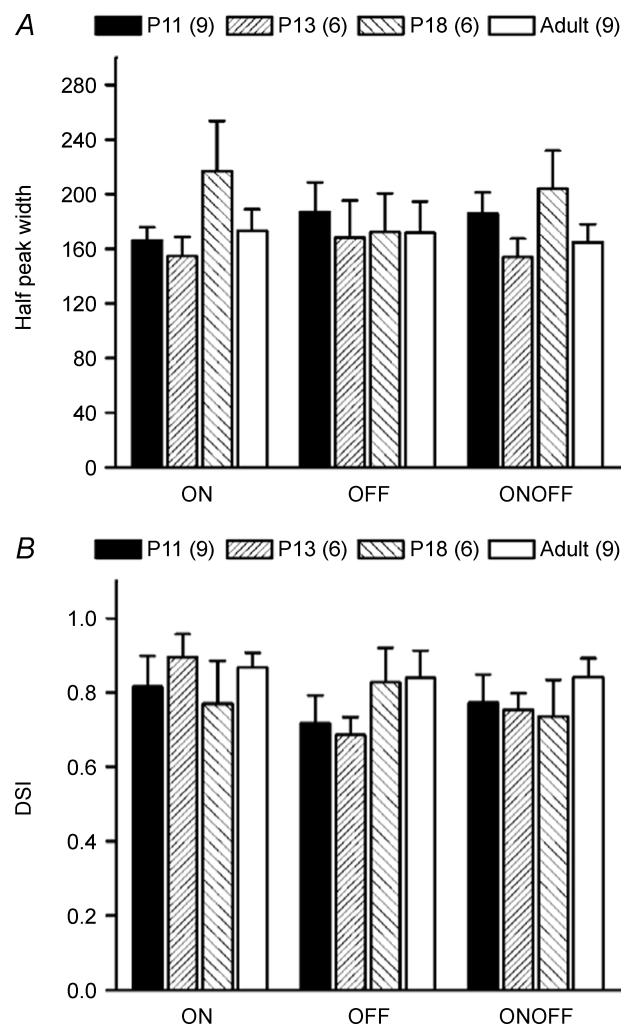 A P11 (9) P13 (6) P18 (6) Adult (9)
280
240
200
160
120
80
40
0
Half peak width
ON OFF ONOFF
B P11 (9) P13 (6) P18 (6) Adult (9)
1.0
0.8
0.6
0.4
0.2
0.0
DSI
ON OFF ONOFF